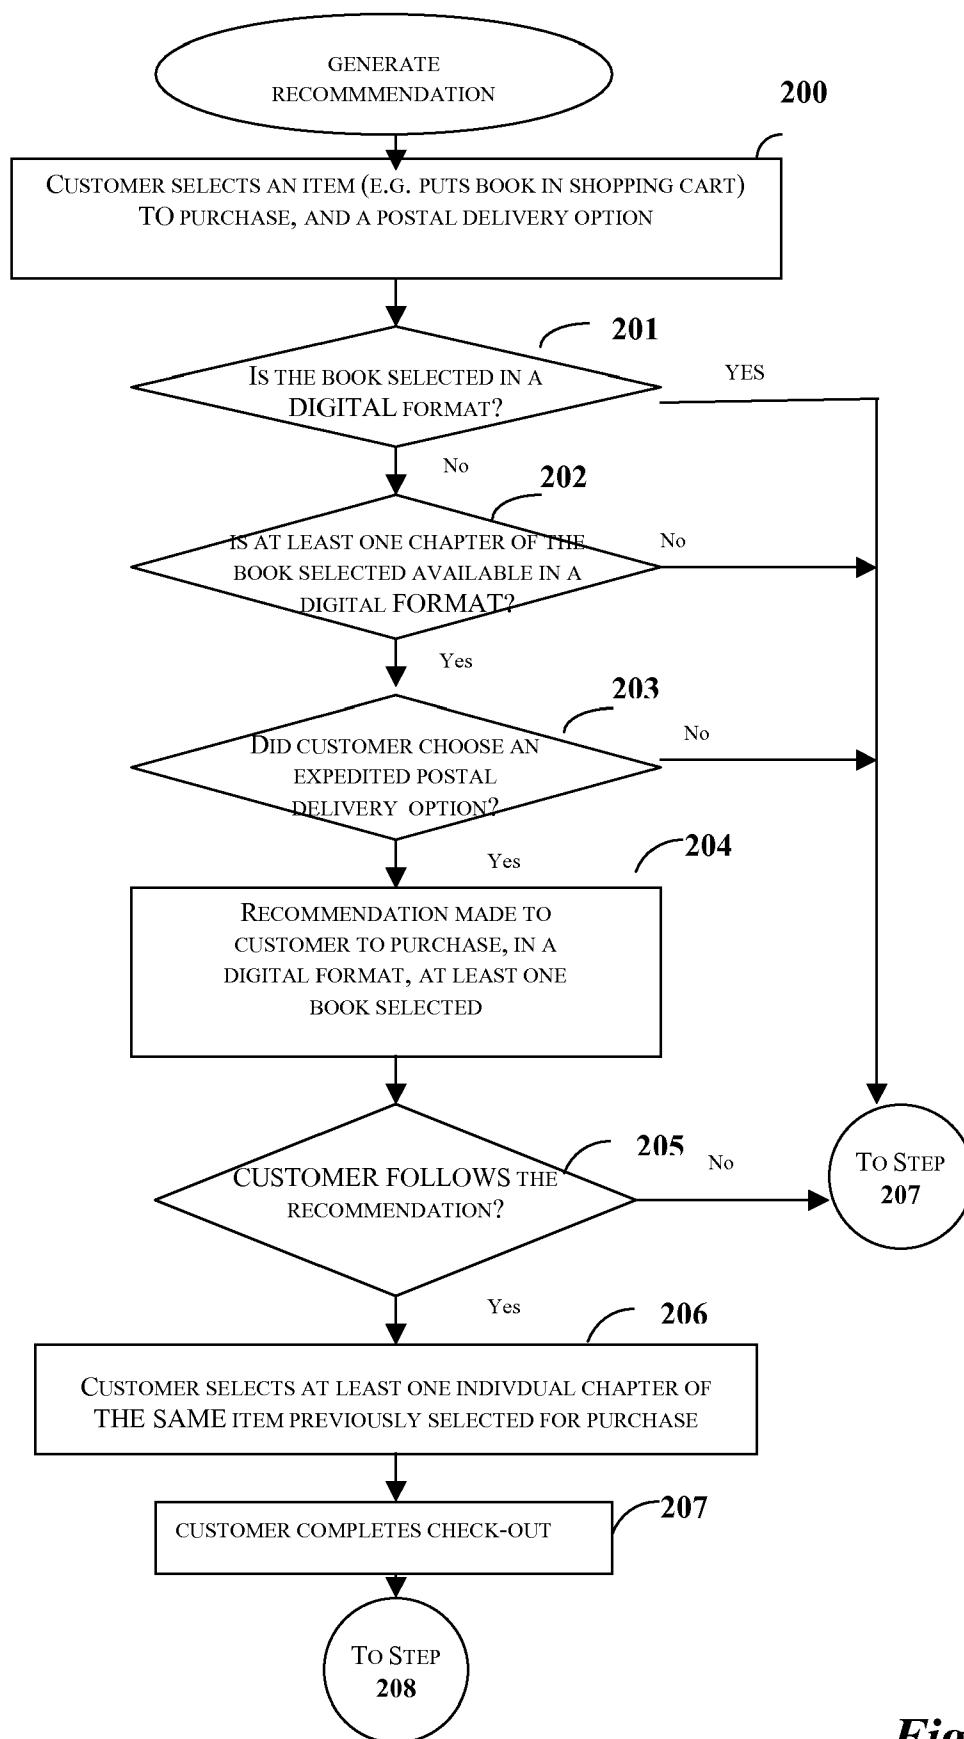 GENERATE
RECOMMMENDATION
200
CUSTOMER SELECTS AN ITEM (E.G. PUTS BOOK IN SHOPPING CART)
TO PURCHASE, AND A POSTAL DELIVERY OPTION
201
IS THE BOOK SELECTED IN A
DIGITAL FORMAT?
YES
No
202
IS AT LEAST ONE CHAPTER OF THE
BOOK SELECTED AVAILABLE IN A
DIGITAL FORMAT?
No
Yes
203
DID CUSTOMER CHOOSE AN
EXPEDITED POSTAL
DELIVERY OPTION?
No
Yes
204
RECOMMENDATION MADE TO
CUSTOMER TO PURCHASE, IN A
DIGITAL FORMAT, AT LEAST ONE
BOOK SELECTED
205
CUSTOMER FOLLOWS THE
RECOMMENDATION?
No
TO STEP
207
Yes
206
CUSTOMER SELECTS AT LEAST ONE INDIVDUAL CHAPTER OF
THE SAME ITEM PREVIOUSLY SELECTED FOR PURCHASE
207
CUSTOMER COMPLETES CHECK-OUT
TO STEP
208
Fig